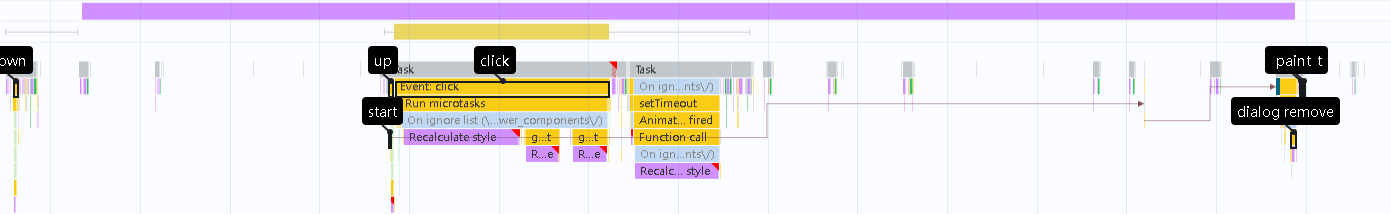 own
up
ask
click
Task
paint t
Event: click
On ign...nts\/)
start
Run microtasks
setTimeout
dialog remove
On ignore list (\...wer_components\/)
Animat... fired
Recalculate style
g...t
g...t
Function call
R...e
R...e
On ign...nts\/)
Recalc... style